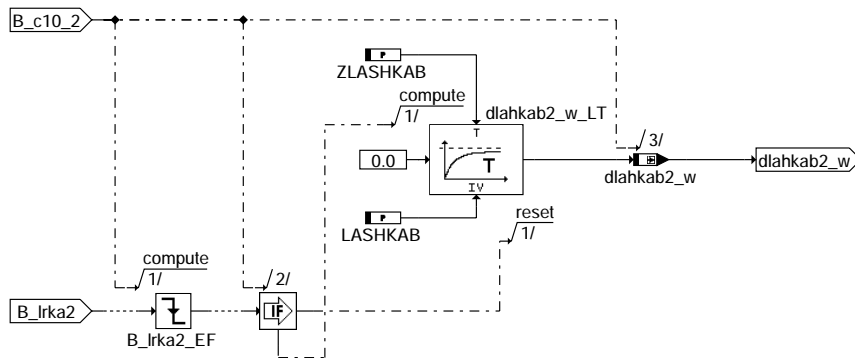 B_c10_2
P
ZLASHKAB
compute
1/
dlahkab2_w_LT
T
3/
0.0
T
dlahkab2_w
dlahkab2_w
IV
P
LASHKAB
reset
1/
compute
1/
2/
B_lrka2
IF
B_lrka2_EF